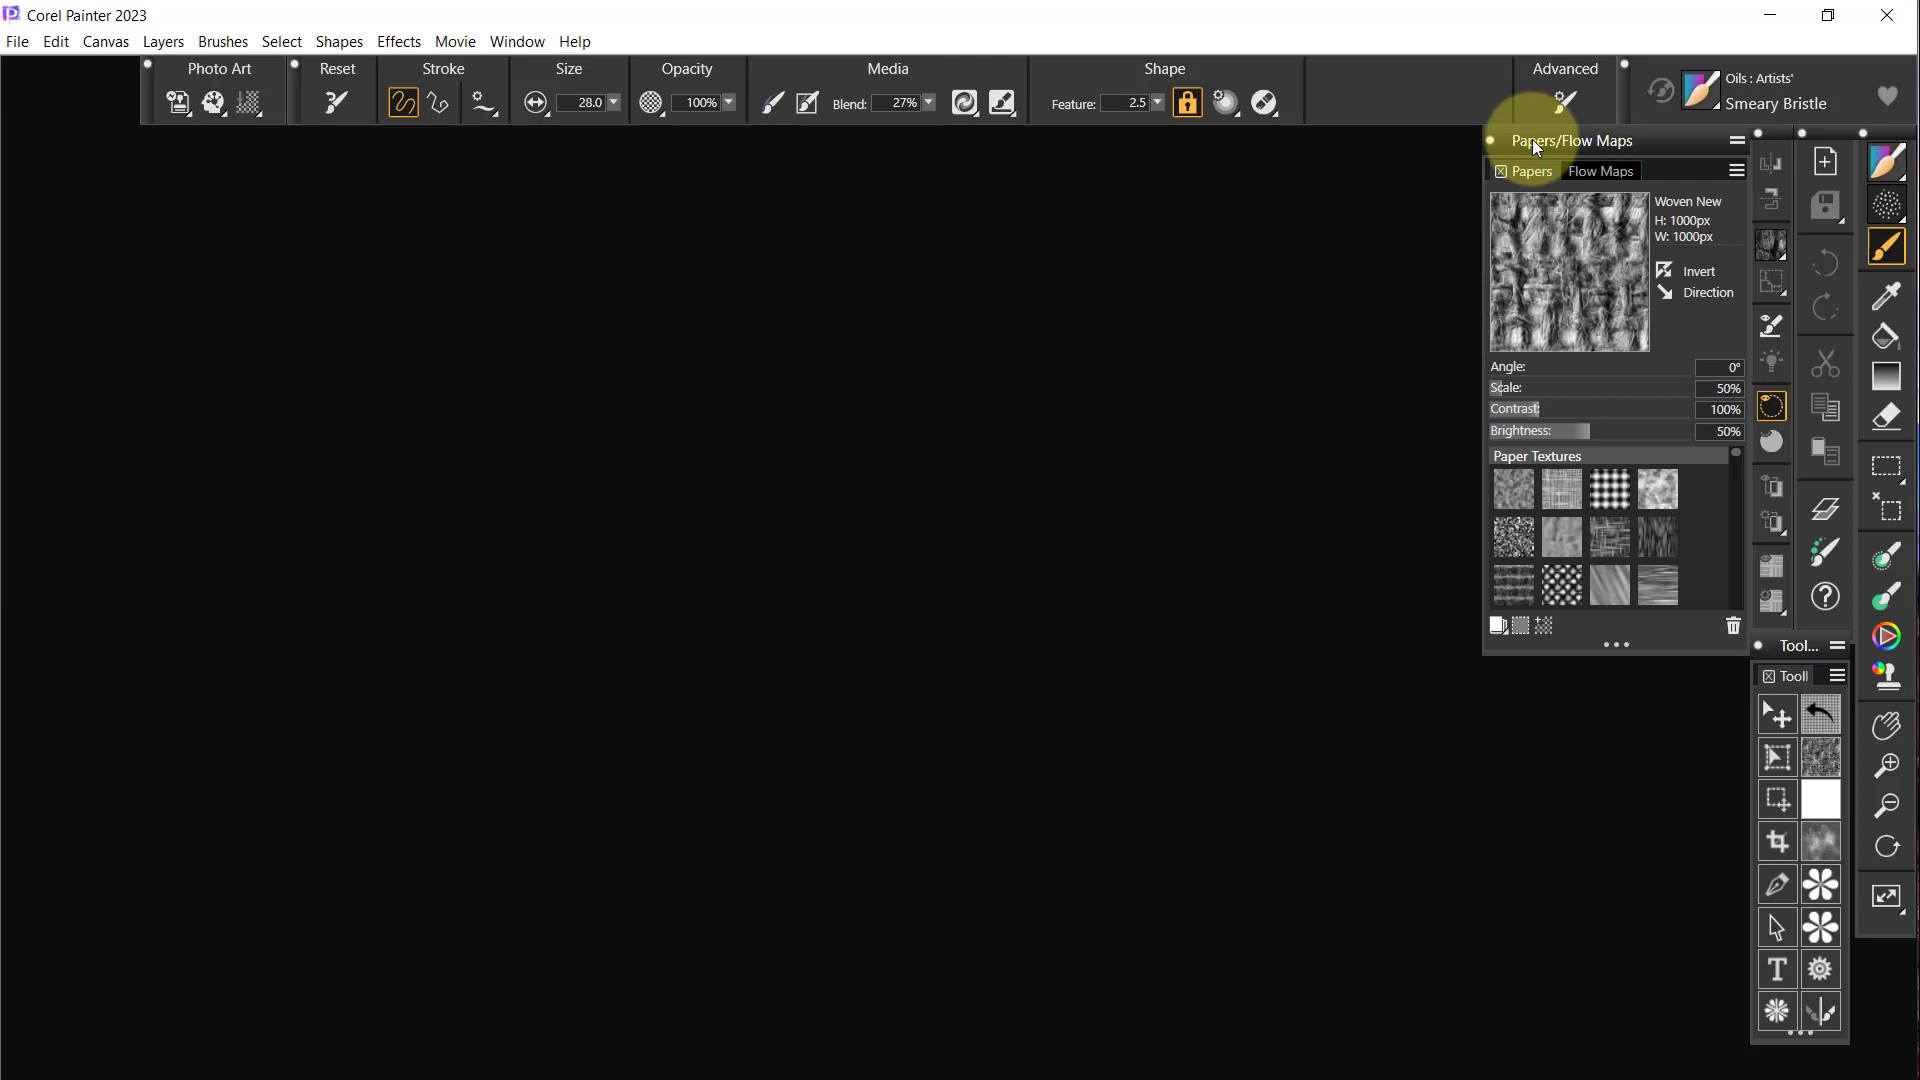 Corel Painter 2023
File Edit Canvas Layers Brushes Select Shapes Effects Movie Window Help
Photo Art Reset Stroke Size Opacity Media Shape Advanced
28.0 100% Blend: 27% Feature: 2.5
Oils : Artists'
Smeary Bristle
Papers/Flow Maps
Papers Flow Maps
Woven New
H: 1000px
W: 1000px
Invert
Direction
Angle: 0°
Scale: 50%
Contrast: 100%
Brightness: 50%
Paper Textures
Tool...
Tooll
T